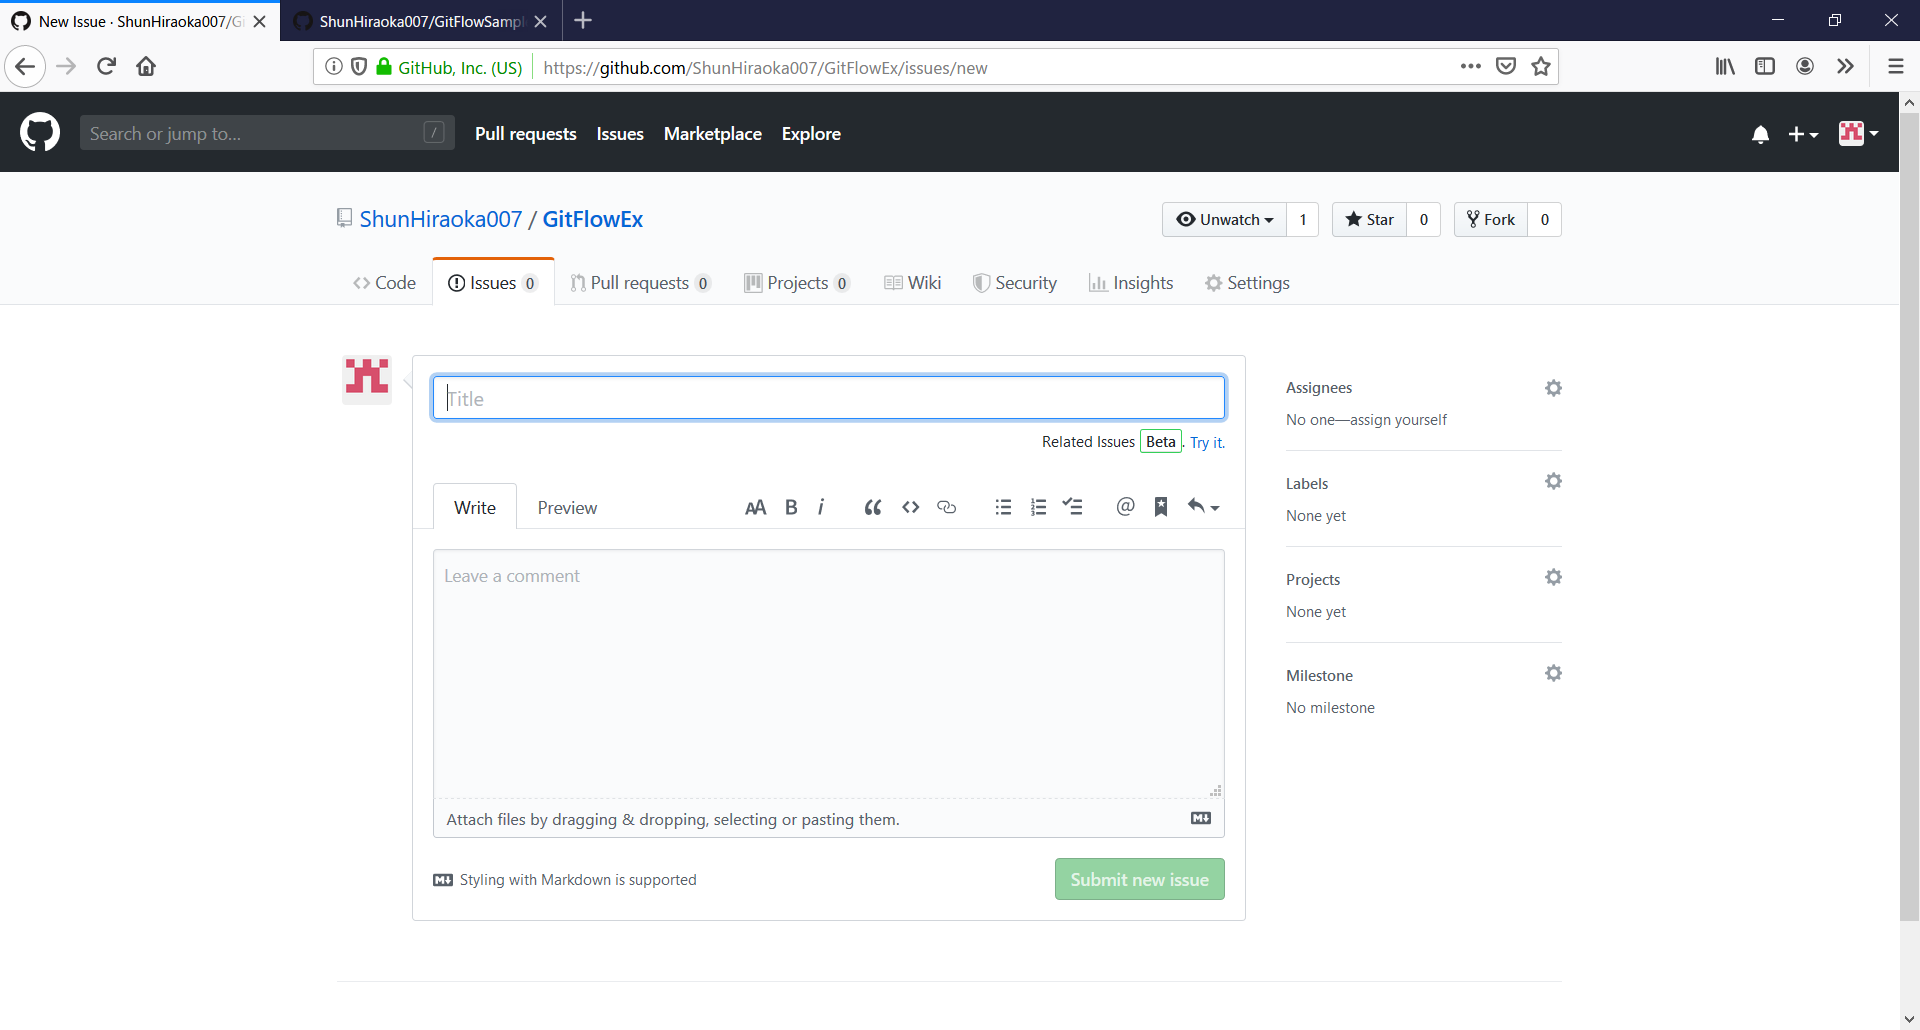 New Issue · ShunHiraoka007/Gi
ShunHiraoka007/GitFlowSampl
GitHub, Inc. (US) https://github.com/ShunHiraoka007/GitFlowEx/issues/new
Search or jump to... / Pull requests Issues Marketplace Explore
ShunHiraoka007 / GitFlowEx Unwatch 1 Star 0 Fork 0
Code Issues 0 Pull requests 0 Projects 0 Wiki Security Insights Settings
Title
Related Issues Beta. Try it.
Write Preview AA B i @
Leave a comment
Attach files by dragging & dropping, selecting or pasting them.
Styling with Markdown is supported
Submit new issue
Assignees
No one—assign yourself
Labels
None yet
Projects
None yet
Milestone
No milestone